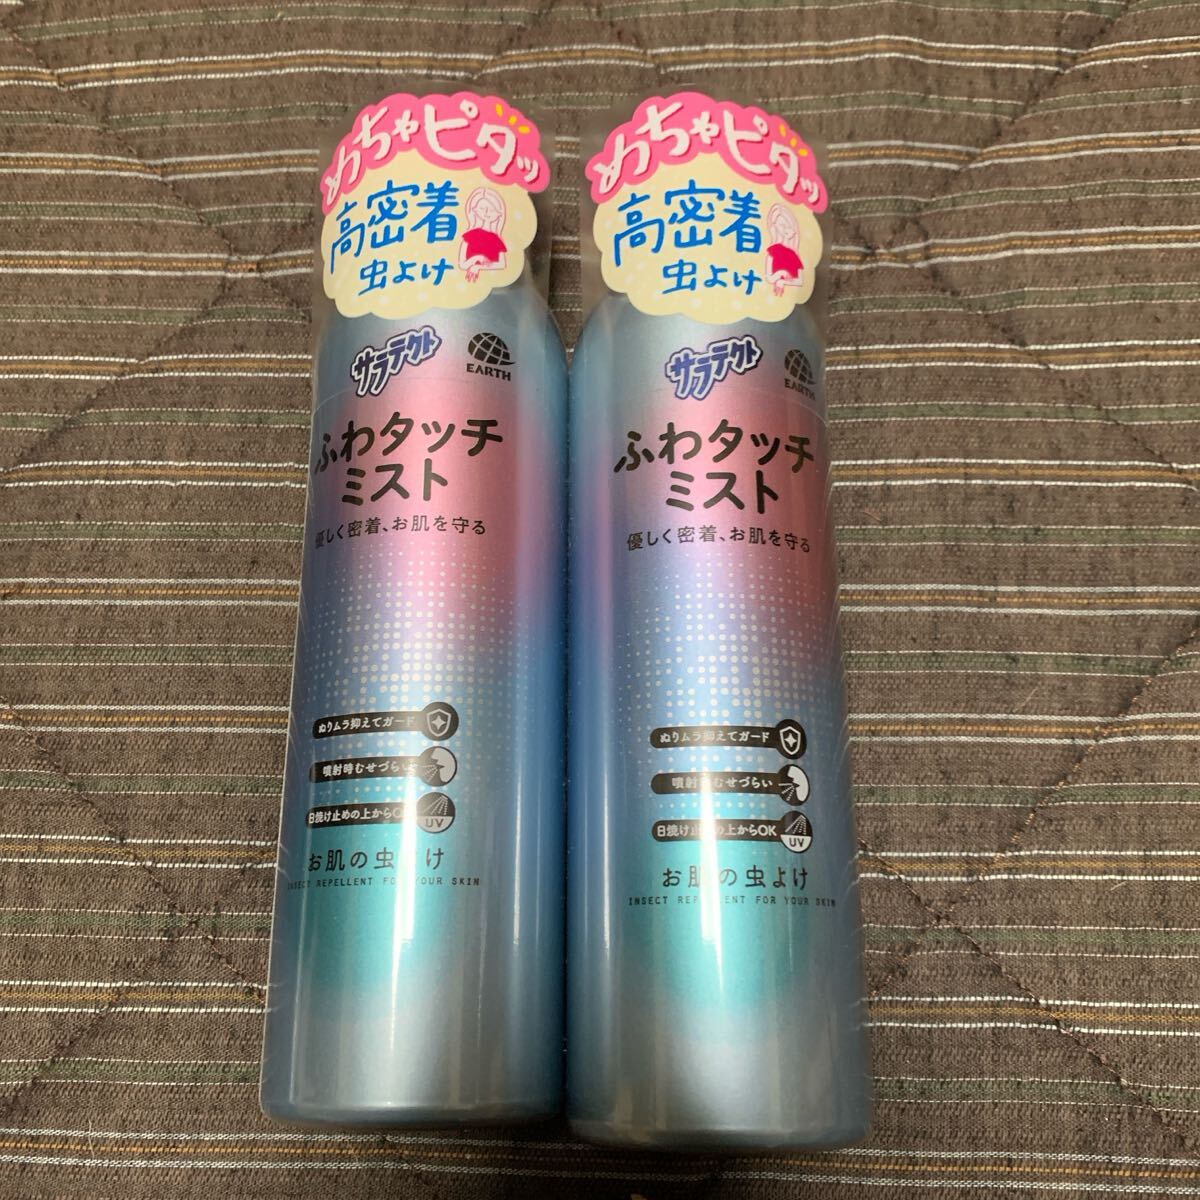 めちゃピタッ
高密着
虫よけ
サラテクト
EARTH
ふわタッチ
ミスト
優しく密着、お肌を守る
ぬりムラ抑えてガード
噴射時むせづらい
日焼け止めの上からOK
UV
お肌の虫よけ
INSECT REPELLENT FOR YOUR SKIN
めちゃピタッ
高密着
虫よけ
サラテクト
EARTH
ふわタッチ
ミスト
優しく密着、お肌を守る
ぬりムラ抑えてガード
噴射時むせづらい
日焼け止めの上からOK
UV
お肌の虫よけ
INSECT REPELLENT FOR YOUR SKIN